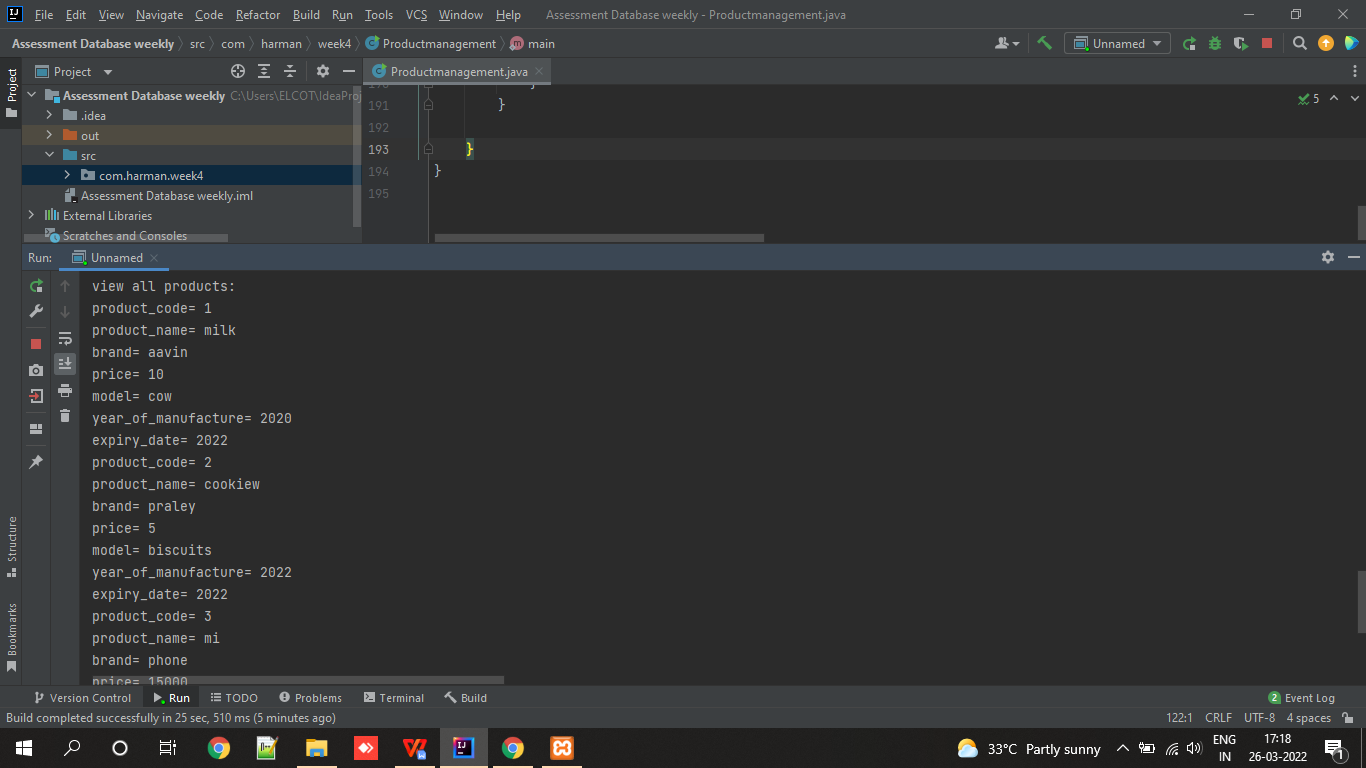 File Edit View Navigate Code Refactor Build Run Tools VCS Window Help Assessment Database weekly - Productmanagement.java
Assessment Database weekly src com harman week4 Productmanagement main Unnamed
Project
Project
Productmanagement.java
Assessment Database weekly C:\Users\ELCOT\IdeaProj
.idea
out
src
com.harman.week4
Assessment Database weekly.iml
External Libraries
Scratches and Consoles
190 }
191 }
192
193 }
194 }
195
5
Run: Unnamed
view all products:
product_code= 1
product_name= milk
brand= aavin
price= 10
model= cow
year_of_manufacture= 2020
expiry_date= 2022
product_code= 2
product_name= cookiew
brand= praley
price= 5
model= biscuits
year_of_manufacture= 2022
expiry_date= 2022
product_code= 3
product_name= mi
brand= phone
price= 15000
Structure
Bookmarks
Version Control Run TODO Problems Terminal Build 2 Event Log
Build completed successfully in 25 sec, 510 ms (5 minutes ago) 122:1 CRLF UTF-8 4 spaces
33°C Partly sunny
ENG
IN
17:18
26-03-2022
1